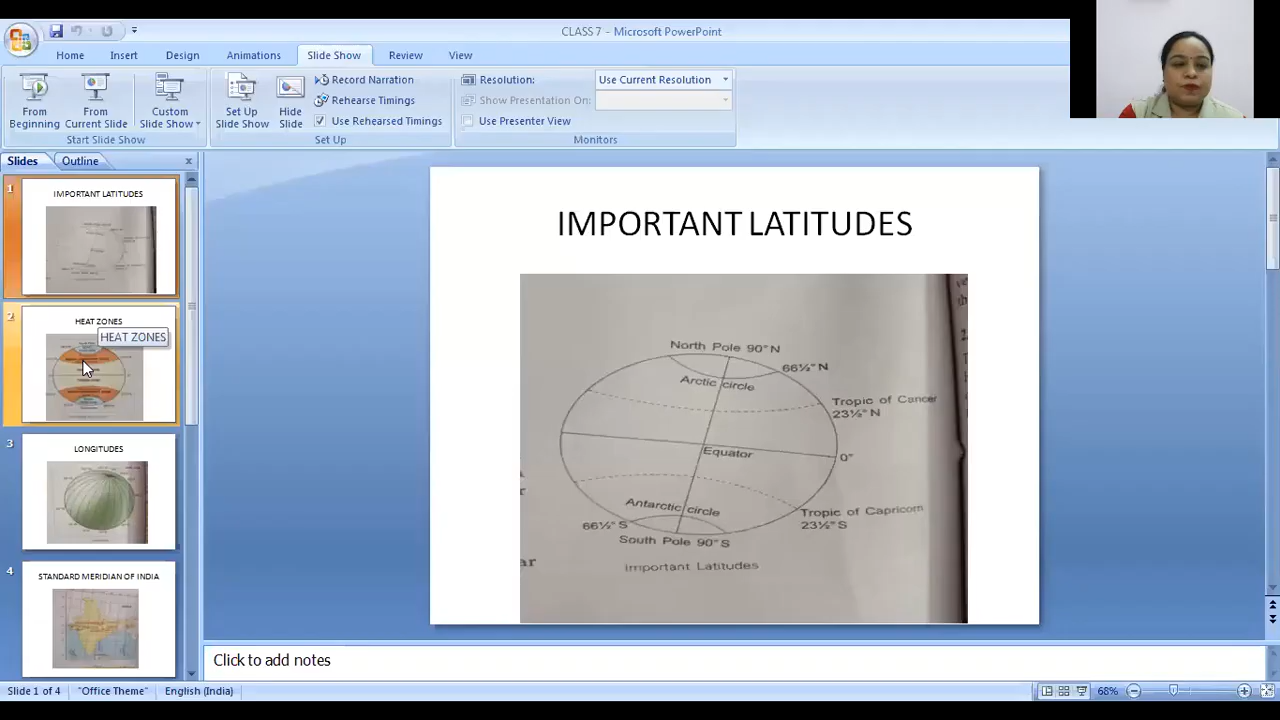 CLASS 7 - Microsoft PowerPoint
Home Insert Design Animations Slide Show Review View
From Beginning
From Current Slide
Custom Slide Show
Start Slide Show
Set Up Slide Show
Hide Slide
Record Narration
Rehearse Timings
Use Rehearsed Timings
Set Up
Resolution: Use Current Resolution
Show Presentation On:
Use Presenter View
Monitors
Slides Outline
1
IMPORTANT LATITUDES
2
HEAT ZONES
HEAT ZONES
3
LONGITUDES
4
STANDARD MERIDIAN OF INDIA
IMPORTANT LATITUDES
North Pole 90°N
66½°N
Arctic circle
Tropic of Cancer
23½°N
Equator
0°
Antarctic circle
Tropic of Capricorn
23½°S
66½°S
South Pole 90°S
ar
Important Latitudes
Click to add notes
Slide 1 of 4 "Office Theme" English (India) 68%